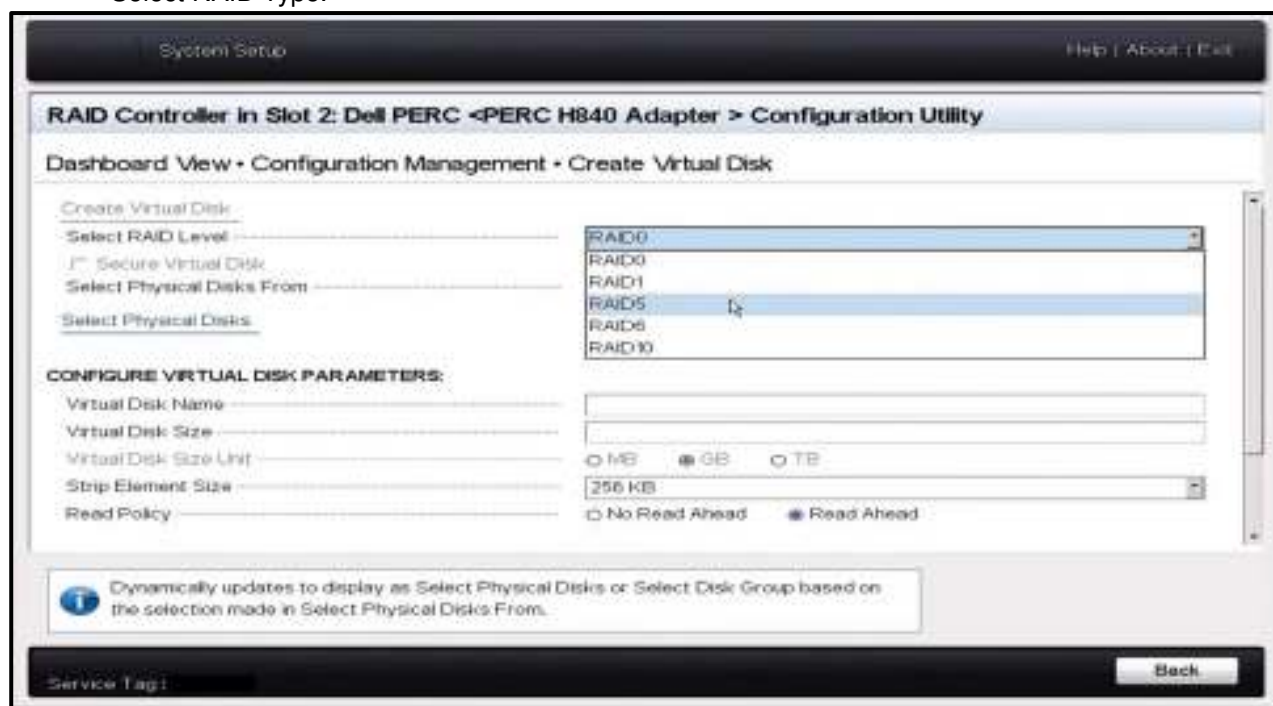 Select RAID Type.
System Setup
Help | About | Exit
RAID Controller in Slot 2: Dell PERC <PERC H840 Adapter > Configuration Utility
Dashboard View • Configuration Management • Create Virtual Disk
Create Virtual Disk
Select RAID Level
RAID0
RAID0
Secure Virtual Disk
RAID1
Select Physical Disks From
RAID5
Select Physical Disks
RAID6
RAID10
CONFIGURE VIRTUAL DISK PARAMETERS:
Virtual Disk Name
Virtual Disk Size
Virtual Disk Size Unit
MB GB TB
Strip Element Size
256 KB
Read Policy
No Read Ahead Read Ahead
Dynamically updates to display as Select Physical Disks or Select Disk Group based on
the selection made in Select Physical Disks From.
Service Tag:
Back